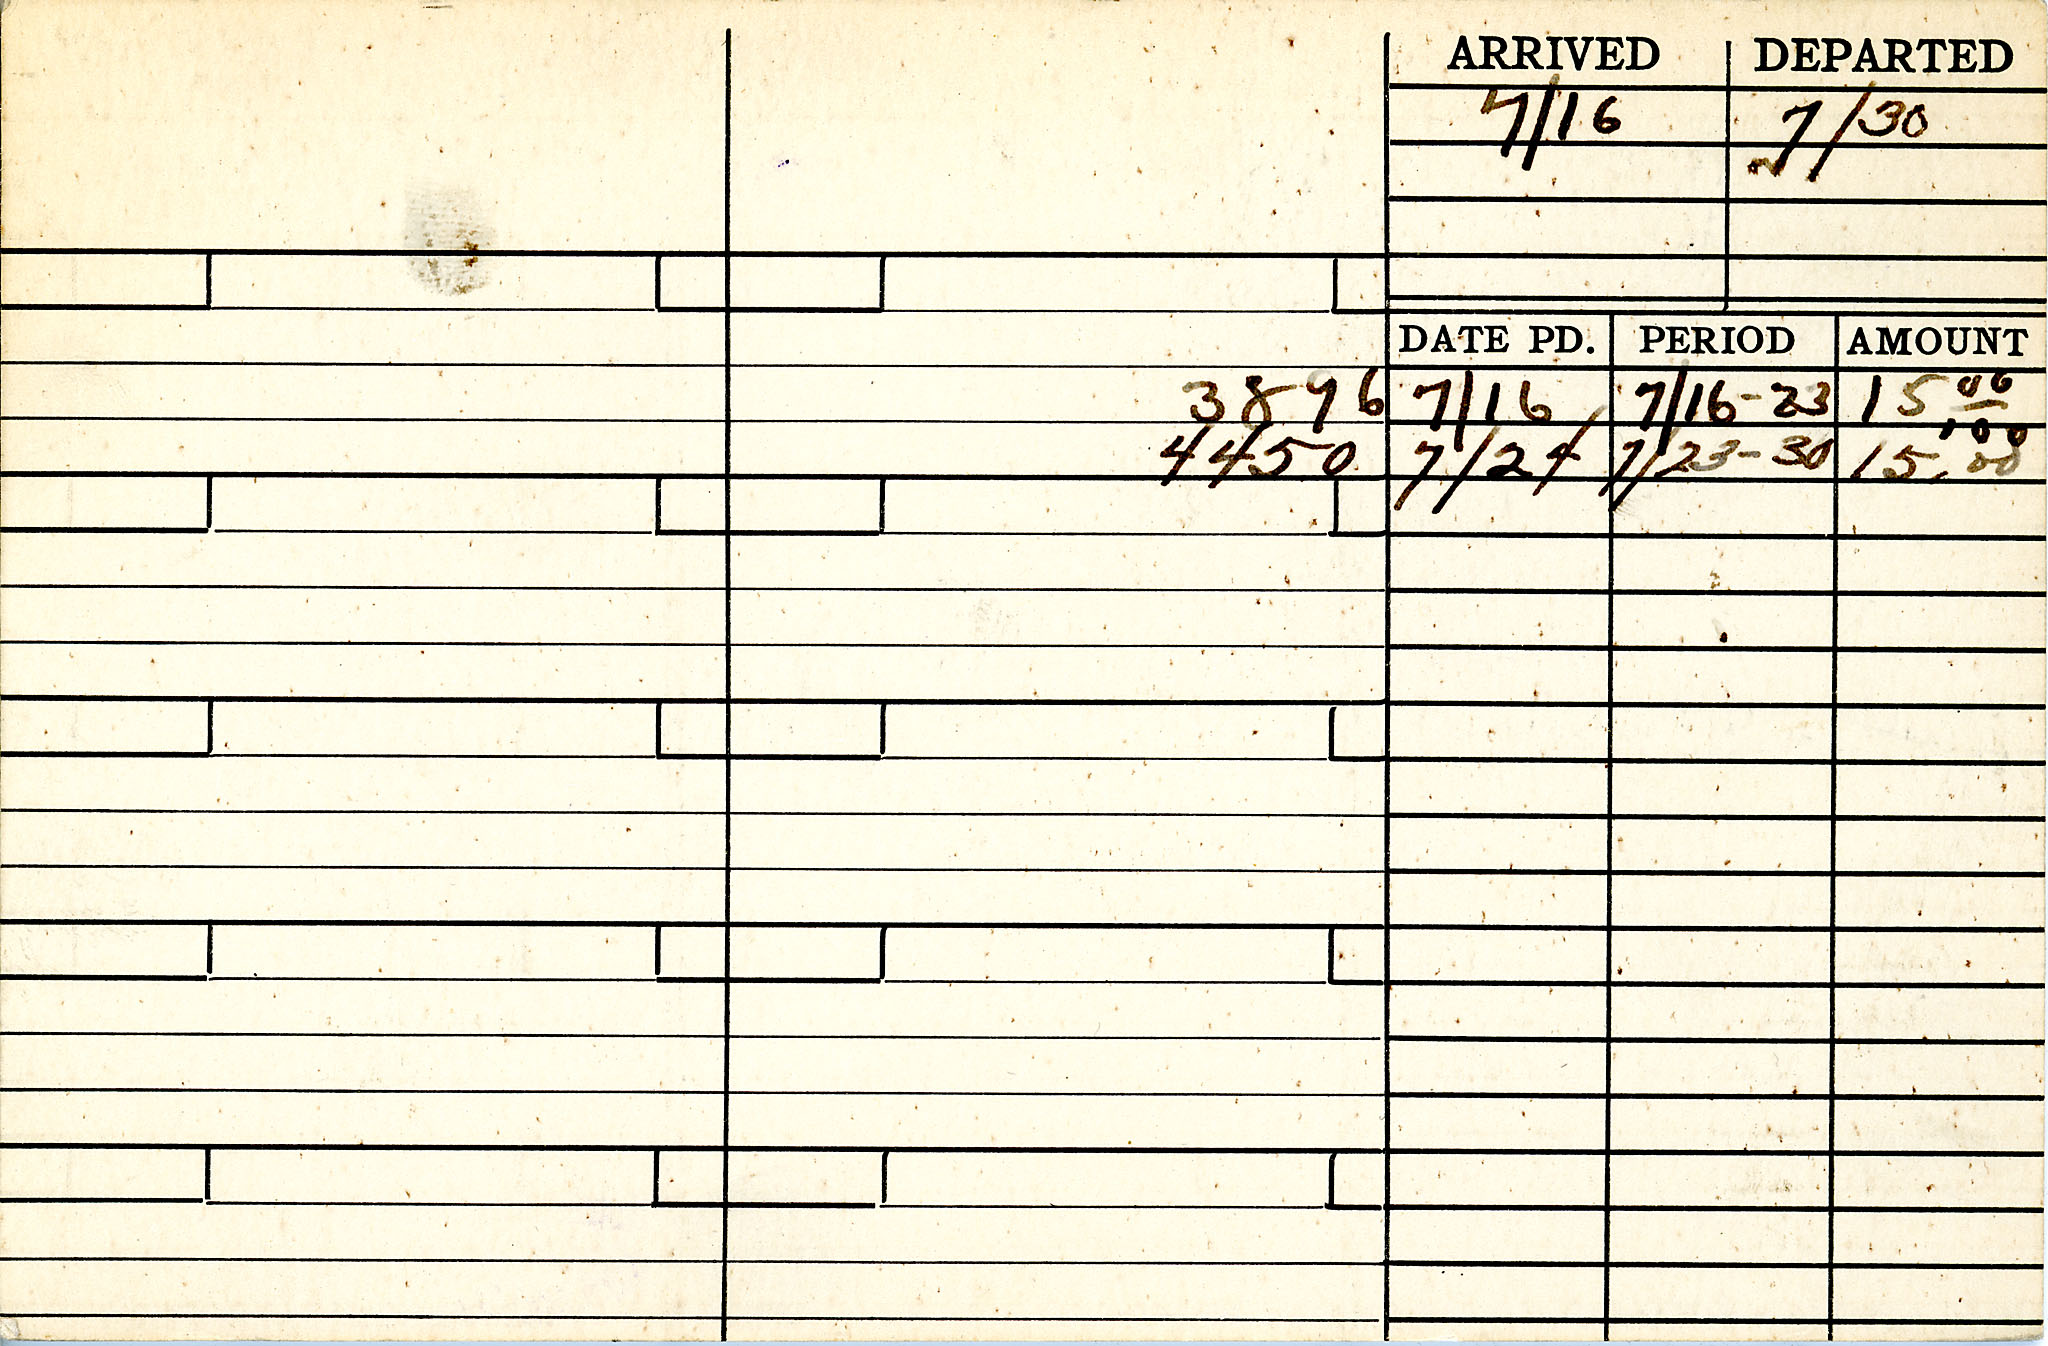 ARRIVED DEPARTED
7/16 7/30
DATE PD. PERIOD AMOUNT
3896 7/16 7/16-23 15.00
4450 7/24 7/23-30 15.00